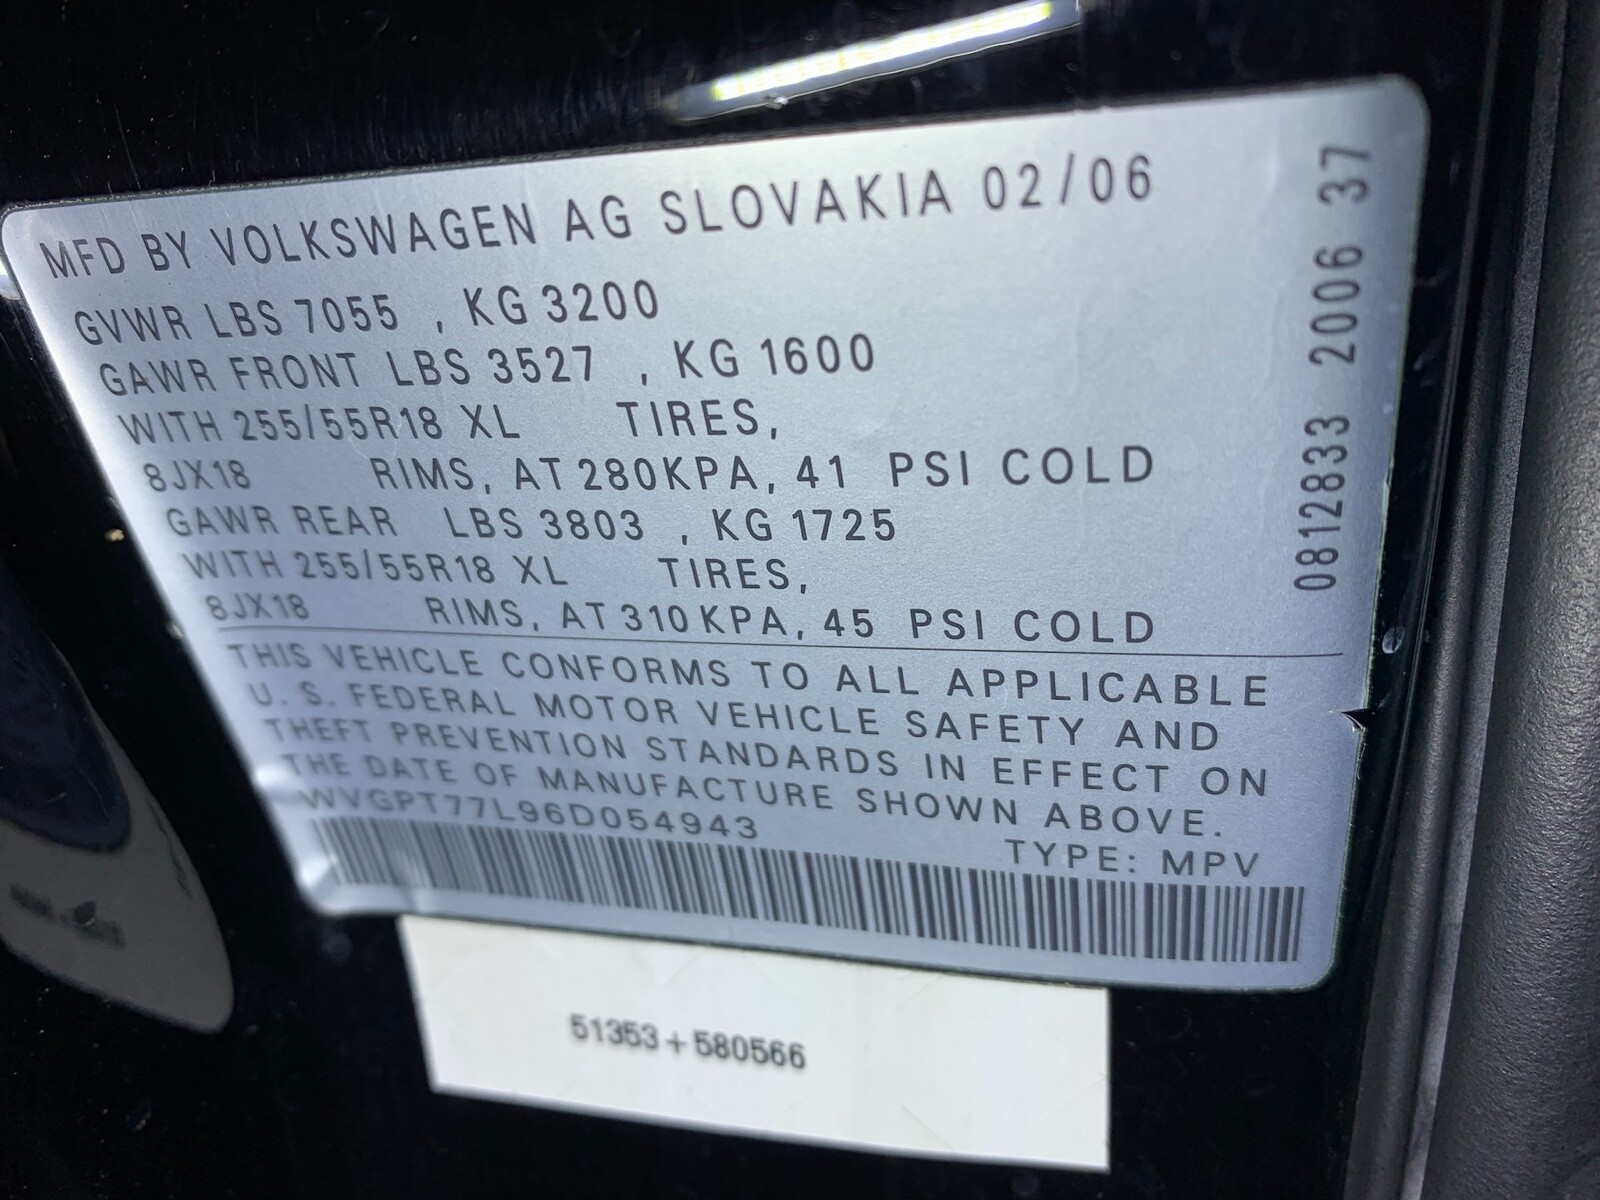 MFD BY VOLKSWAGEN AG SLOVAKIA 02/06
GVWR LBS 7055 , KG 3200
GAWR FRONT LBS 3527 , KG 1600
WITH 255/55R18 XL TIRES,
8JX18 RIMS, AT 280KPA, 41 PSI COLD
GAWR REAR LBS 3803 , KG 1725
WITH 255/55R18 XL TIRES,
8JX18 RIMS, AT 310KPA, 45 PSI COLD
THIS VEHICLE CONFORMS TO ALL APPLICABLE
U. S. FEDERAL MOTOR VEHICLE SAFETY AND
THEFT PREVENTION STANDARDS IN EFFECT ON
THE DATE OF MANUFACTURE SHOWN ABOVE.
WVGPT77L96D054943
TYPE: MPV
0812833 2006 37
51353+580566